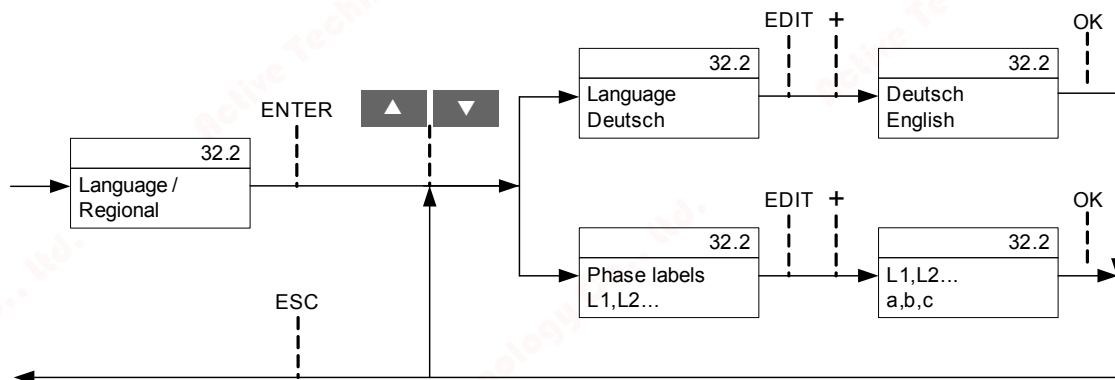 EDIT +
OK
32.2
Language
Deutsch
32.2
Deutsch
English
ENTER
32.2
Language /
Regional
EDIT +
OK
32.2
Phase labels
L1,L2...
32.2
L1,L2...
a,b,c
ESC